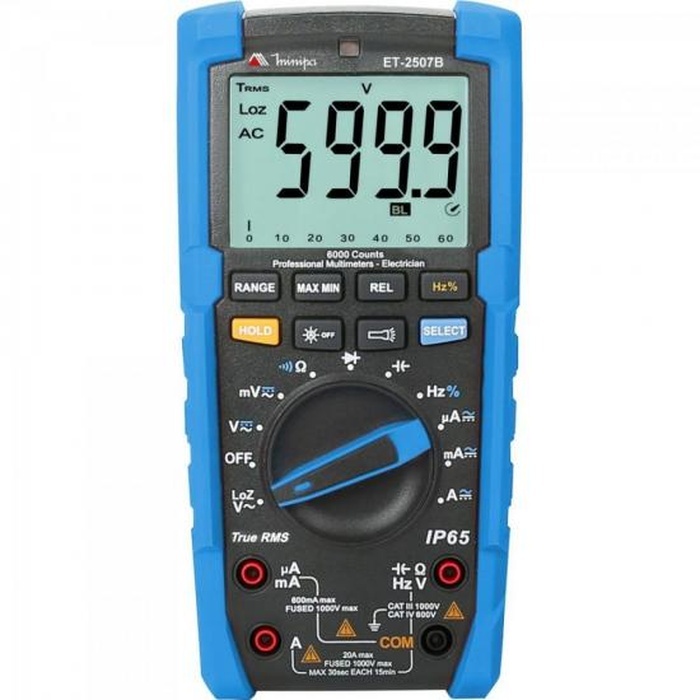 minipa ET-2507B
TRMS V
Loz
AC
599.9
BL
0 10 20 30 40 50 60
6000 Counts
Professional Multimeters - Electrician
RANGE MAX MIN REL Hz%
HOLD OFF SELECT
Ω
mV Hz%
μA
V
mA
OFF
A
LoZ
V~
True RMS IP65
μA Ω
mA Hz V
600mA max
FUSED 1000V max
CAT III 1000V
CAT IV 600V
A COM
20A max
FUSED 1000V max
MAX 30sec EACH 15min